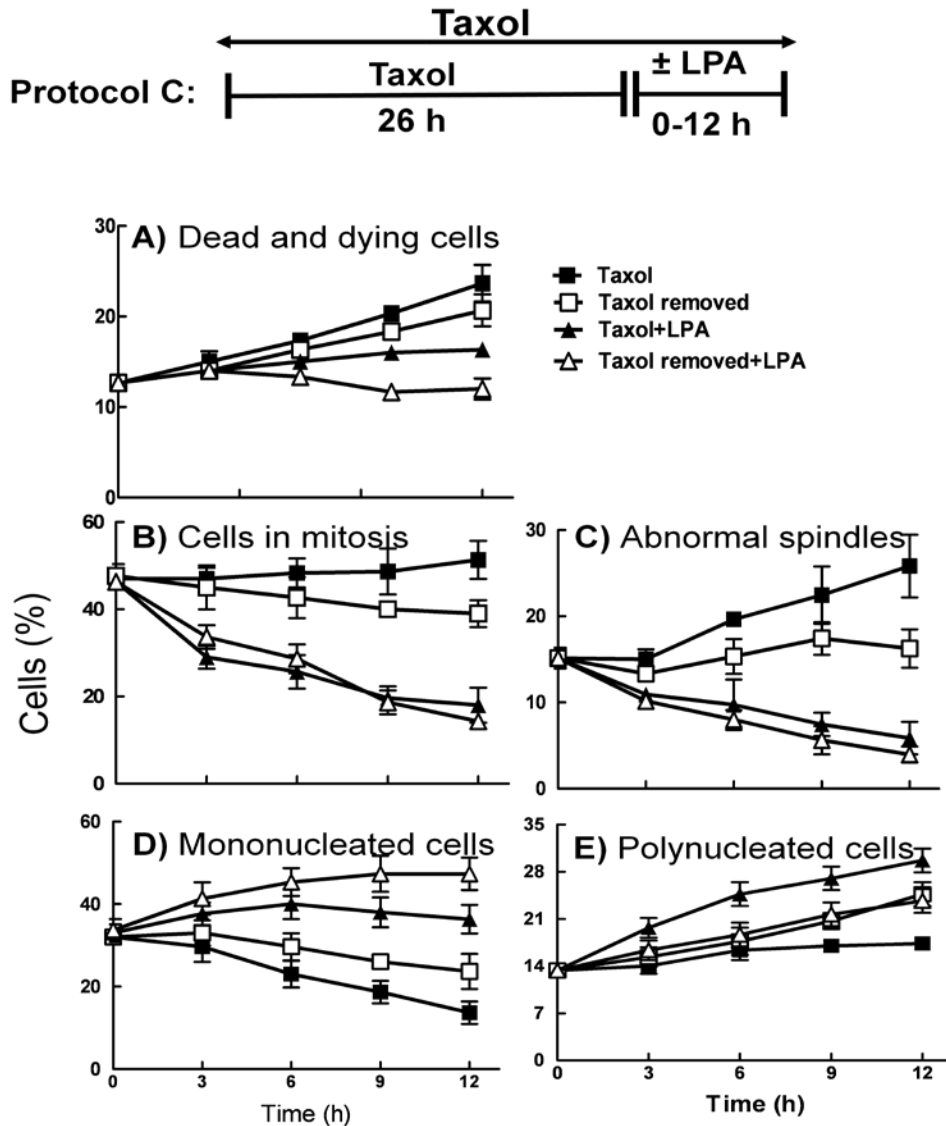 Taxol
Protocol C:
Taxol
± LPA
26 h
0-12 h
A) Dead and dying cells
30
20
10
0
Taxol
Taxol removed
Taxol+LPA
Taxol removed+LPA
Cells (%)
B) Cells in mitosis
60
40
20
0
C) Abnormal spindles
30
20
10
0
D) Mononucleated cells
60
40
20
0
0 3 6 9 12
Time (h)
E) Polynucleated cells
35
28
21
14
7
0
0 3 6 9 12
Time (h)